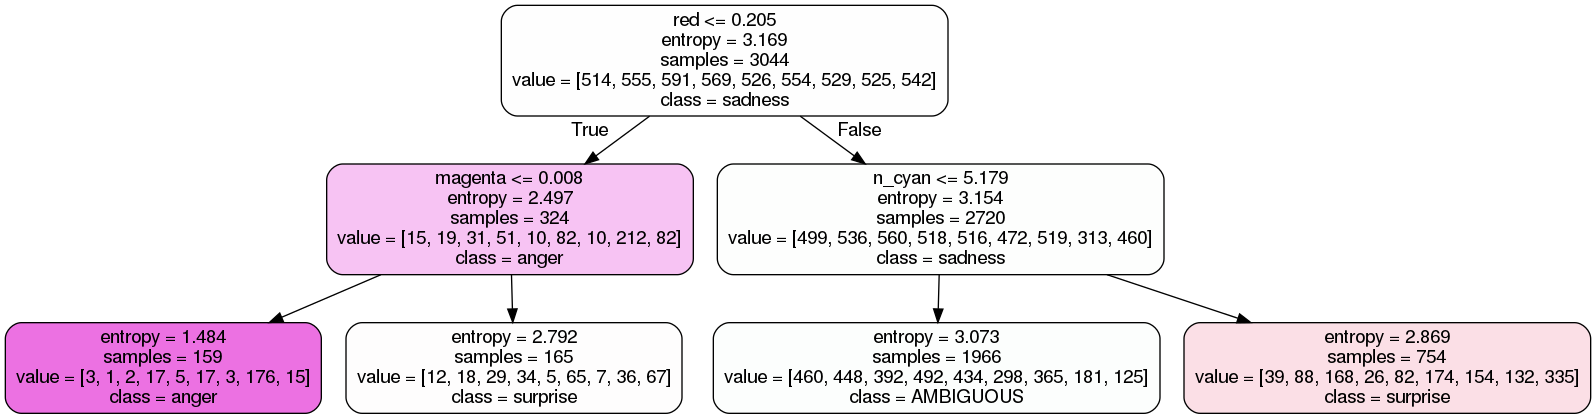 red <= 0.205
entropy = 3.169
samples = 3044
value = [514, 555, 591, 569, 526, 554, 529, 525, 542]
class = sadness
True
False
magenta <= 0.008
entropy = 2.497
samples = 324
value = [15, 19, 31, 51, 10, 82, 10, 212, 82]
class = anger
n_cyan <= 5.179
entropy = 3.154
samples = 2720
value = [499, 536, 560, 518, 516, 472, 519, 313, 460]
class = sadness
entropy = 1.484
samples = 159
value = [3, 1, 2, 17, 5, 17, 3, 176, 15]
class = anger
entropy = 2.792
samples = 165
value = [12, 18, 29, 34, 5, 65, 7, 36, 67]
class = surprise
entropy = 3.073
samples = 1966
value = [460, 448, 392, 492, 434, 298, 365, 181, 125]
class = AMBIGUOUS
entropy = 2.869
samples = 754
value = [39, 88, 168, 26, 82, 174, 154, 132, 335]
class = surprise